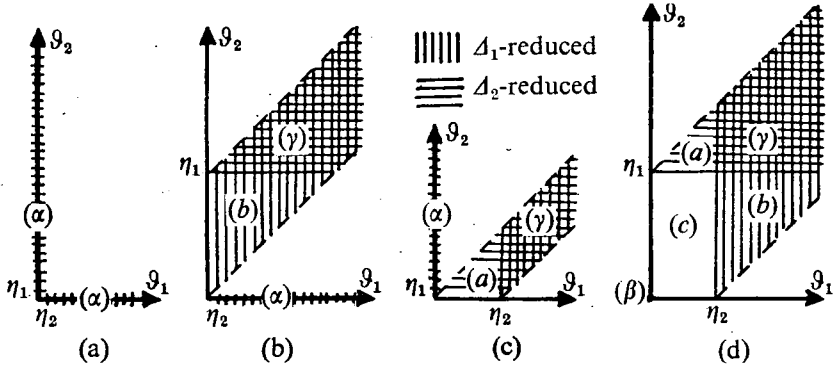 ϑ₂
ϑ₂
Δ₁-reduced
Δ₂-reduced
ϑ₂
ϑ₂
(γ)
(γ)
η₁
η₁
(a)
(α)
(b)
(α)
(γ)
(b)
(c)
η₁
(α)
ϑ₁
(α)
ϑ₁
η₁
(a)
ϑ₁
(β)
ϑ₁
η₂
η₂
η₂
η₂
(a)
(b)
(c)
(d)